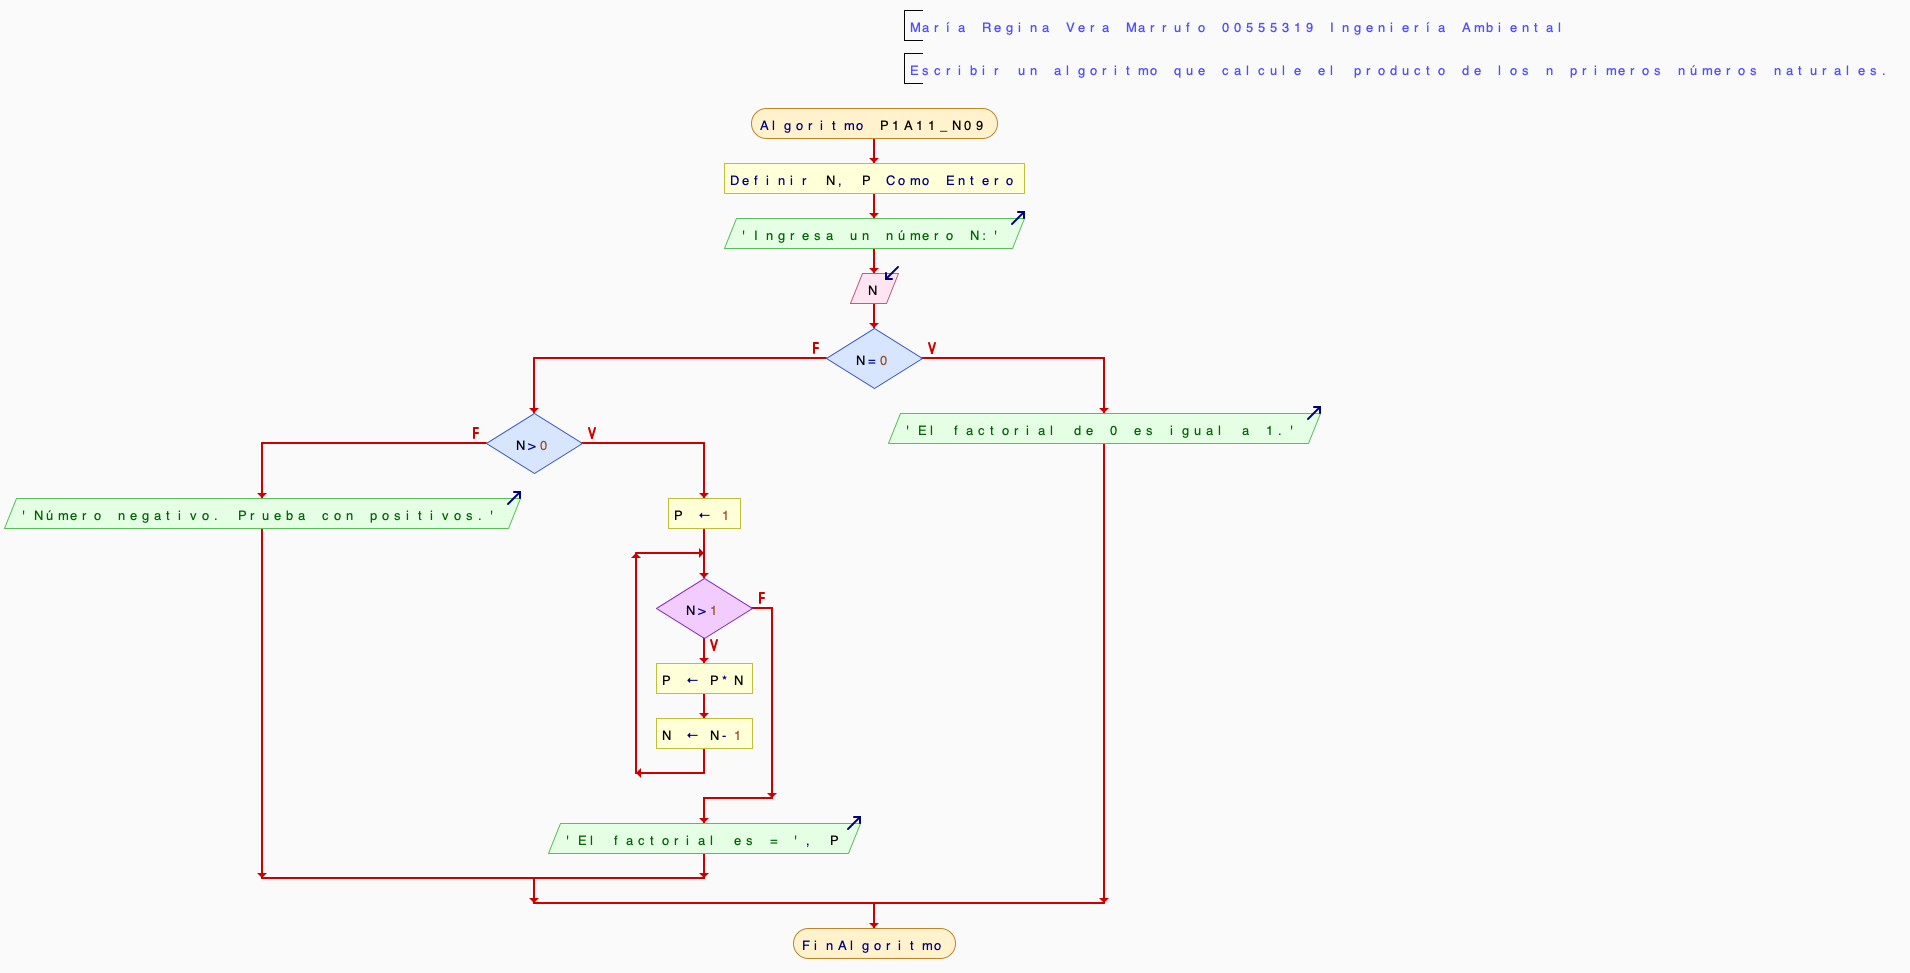 María Regina Vera Marrufo 00555319 Ingeniería Ambiental
Escribir un algoritmo que calcule el producto de los n primeros números naturales.
Algoritmo P1A11_N09
Definir N, P Como Entero
'Ingresa un número N:'
N
F
V
N=0
'El factorial de 0 es igual a 1.'
F
V
N>0
'Número negativo. Prueba con positivos.'
P ← 1
F
N>1
V
P ← P*N
N ← N-1
'El factorial es = ', P
FinAlgoritmo